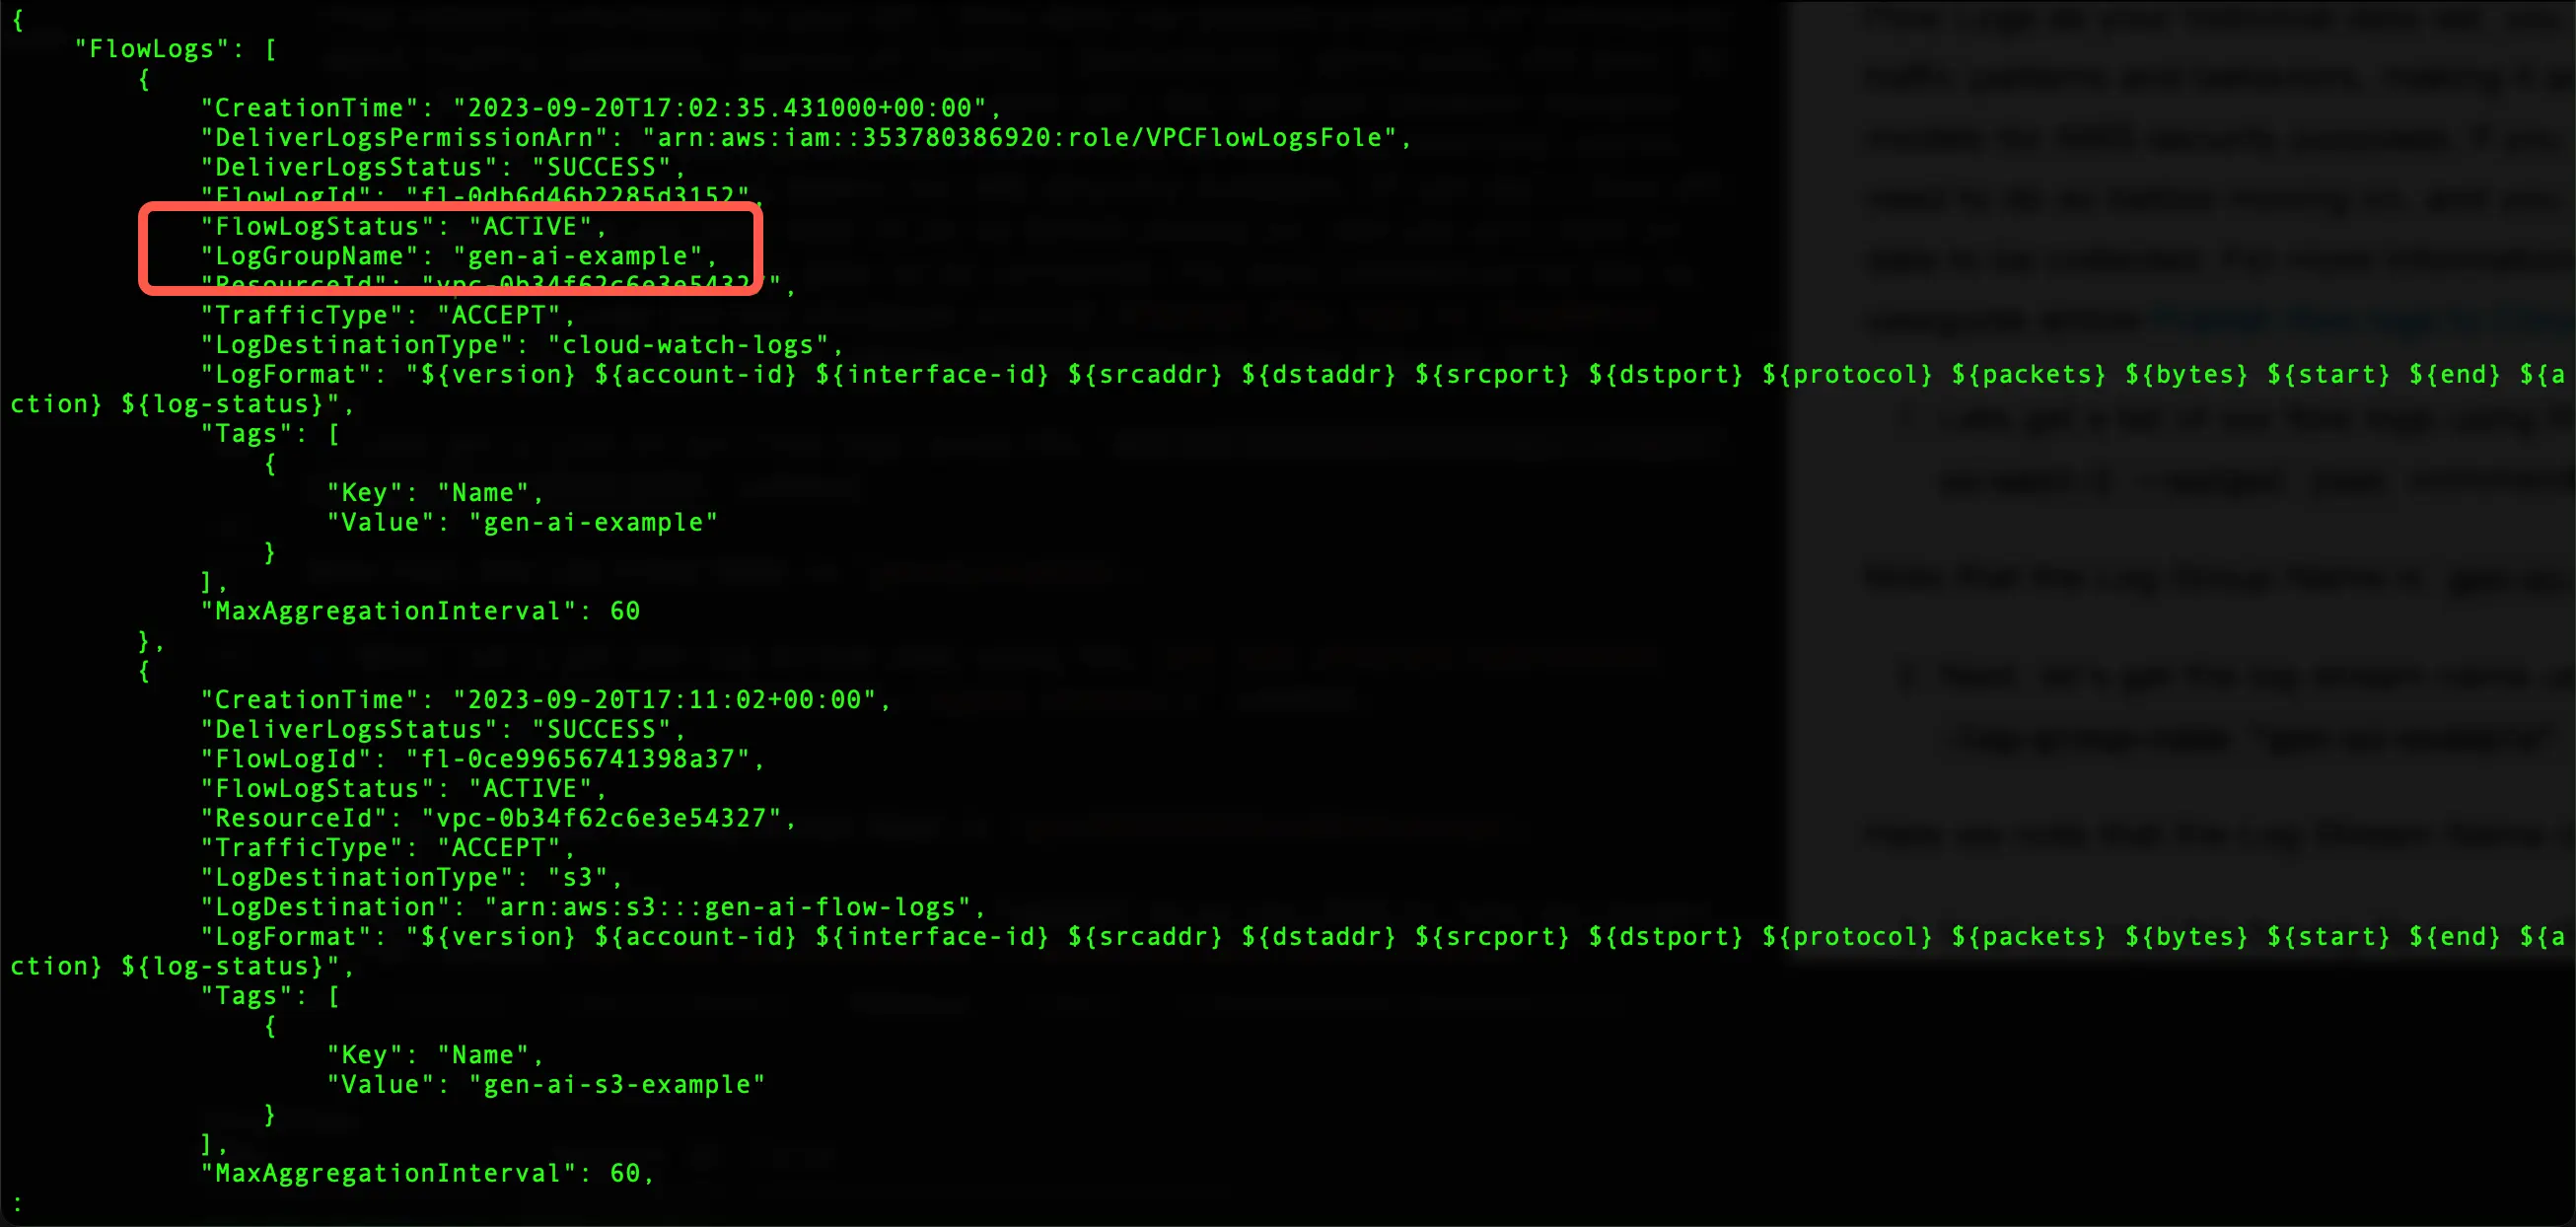 {
    "FlowLogs": [
        {
            "CreationTime": "2023-09-20T17:02:35.431000+00:00",
            "DeliverLogsPermissionArn": "arn:aws:iam::353780386920:role/VPCFlowLogsFole",
            "DeliverLogsStatus": "SUCCESS",
            "FlowLogId": "fl-0db6d46b2285d3152",
            "FlowLogStatus": "ACTIVE",
            "LogGroupName": "gen-ai-example",
            "ResourceId": "vpc-0b34f62c6e3e54327",
            "TrafficType": "ACCEPT",
            "LogDestinationType": "cloud-watch-logs",
            "LogFormat": "${version} ${account-id} ${interface-id} ${srcaddr} ${dstaddr} ${srcport} ${dstport} ${protocol} ${packets} ${bytes} ${start} ${end} ${a
ction} ${log-status}",
            "Tags": [
                {
                    "Key": "Name",
                    "Value": "gen-ai-example"
                }
            ],
            "MaxAggregationInterval": 60
        },
        {
            "CreationTime": "2023-09-20T17:11:02+00:00",
            "DeliverLogsStatus": "SUCCESS",
            "FlowLogId": "fl-0ce99656741398a37",
            "FlowLogStatus": "ACTIVE",
            "ResourceId": "vpc-0b34f62c6e3e54327",
            "TrafficType": "ACCEPT",
            "LogDestinationType": "s3",
            "LogDestination": "arn:aws:s3:::gen-ai-flow-logs",
            "LogFormat": "${version} ${account-id} ${interface-id} ${srcaddr} ${dstaddr} ${srcport} ${dstport} ${protocol} ${packets} ${bytes} ${start} ${end} ${a
ction} ${log-status}",
            "Tags": [
                {
                    "Key": "Name",
                    "Value": "gen-ai-s3-example"
                }
            ],
            "MaxAggregationInterval": 60,
: